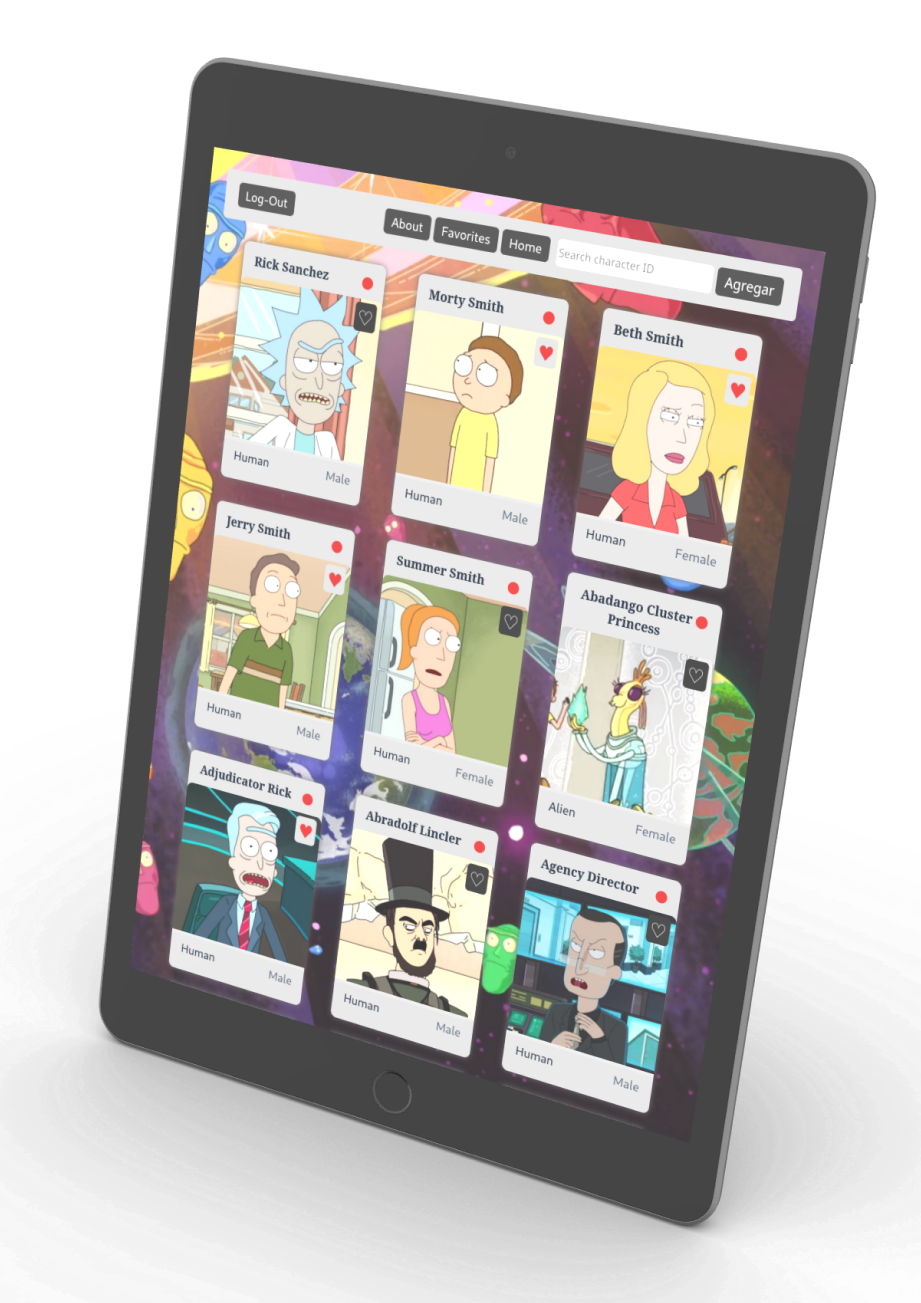 Log-Out
About
Favorites
Home
Search character ID
Agregar
Rick Sanchez
Human
Male
Morty Smith
Human
Male
Beth Smith
Human
Female
Jerry Smith
Human
Male
Summer Smith
Human
Female
Abadango Cluster
Princess
Alien
Female
Adjudicator Rick
Human
Male
Abradolf Lincler
Human
Male
Agency Director
Human
Male